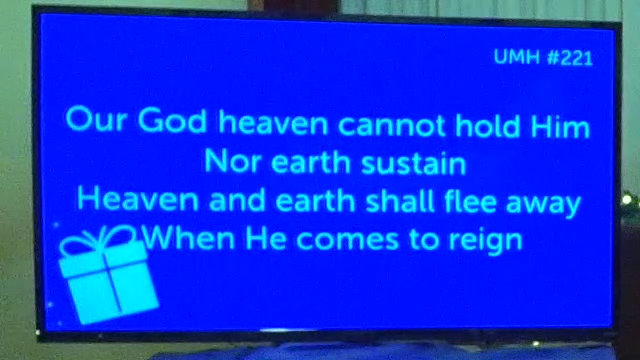 UMH #221
Our God heaven cannot hold Him
Nor earth sustain
Heaven and earth shall flee away
When He comes to reign